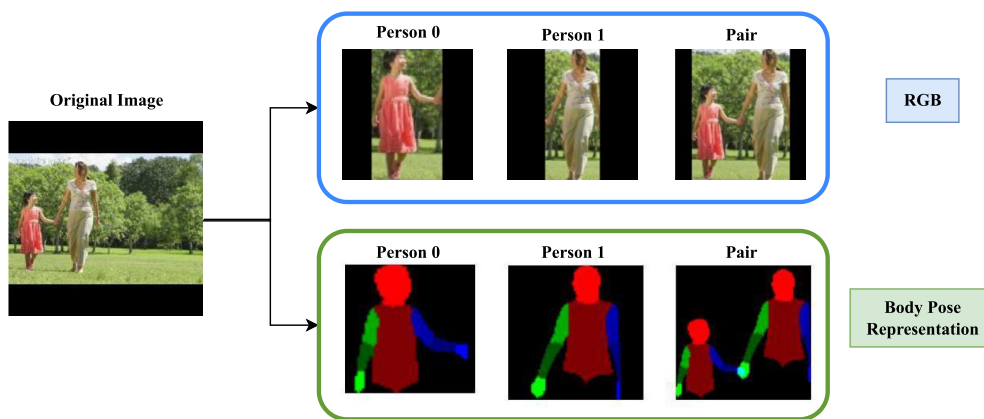 Original Image
Person 0
Person 1
Pair
RGB
Person 0
Person 1
Pair
Body Pose
Representation